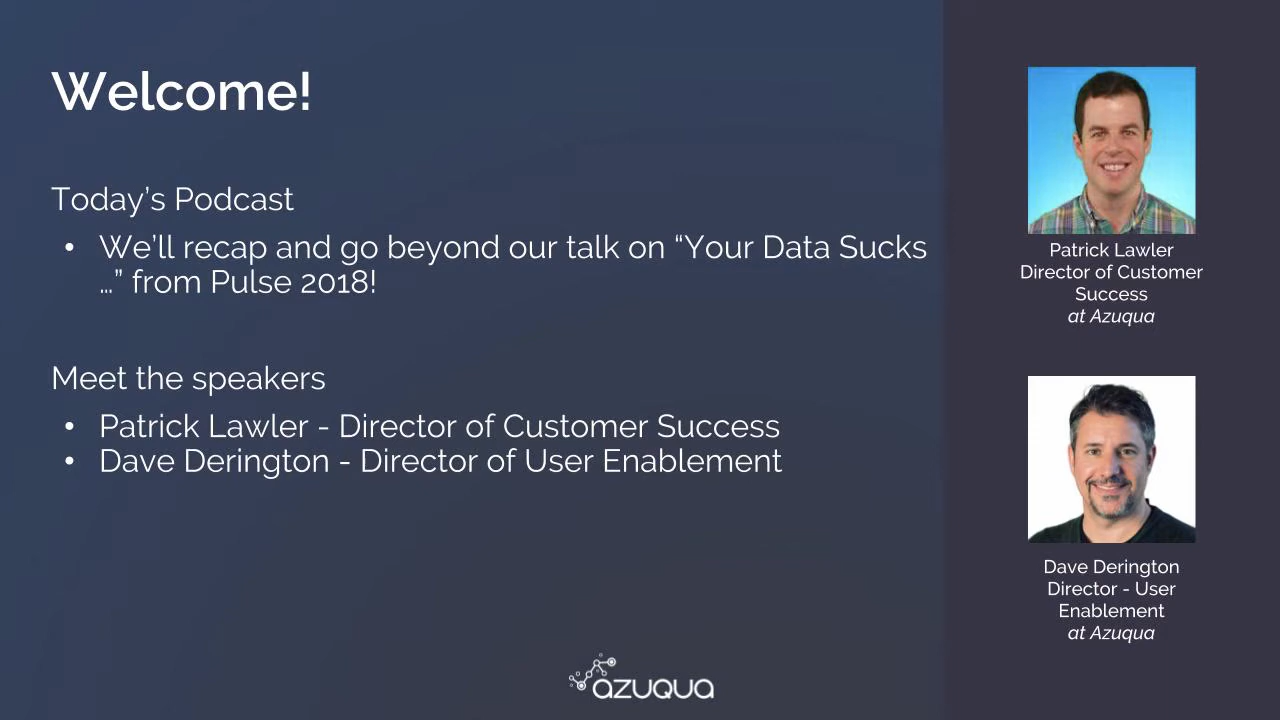 Welcome!
Today’s Podcast
• We’ll recap and go beyond our talk on “Your Data Sucks
…” from Pulse 2018!
Meet the speakers
• Patrick Lawler - Director of Customer Success
• Dave Derington - Director of User Enablement
Patrick Lawler
Director of Customer
Success
at Azuqua
Dave Derington
Director - User
Enablement
at Azuqua
azuqua